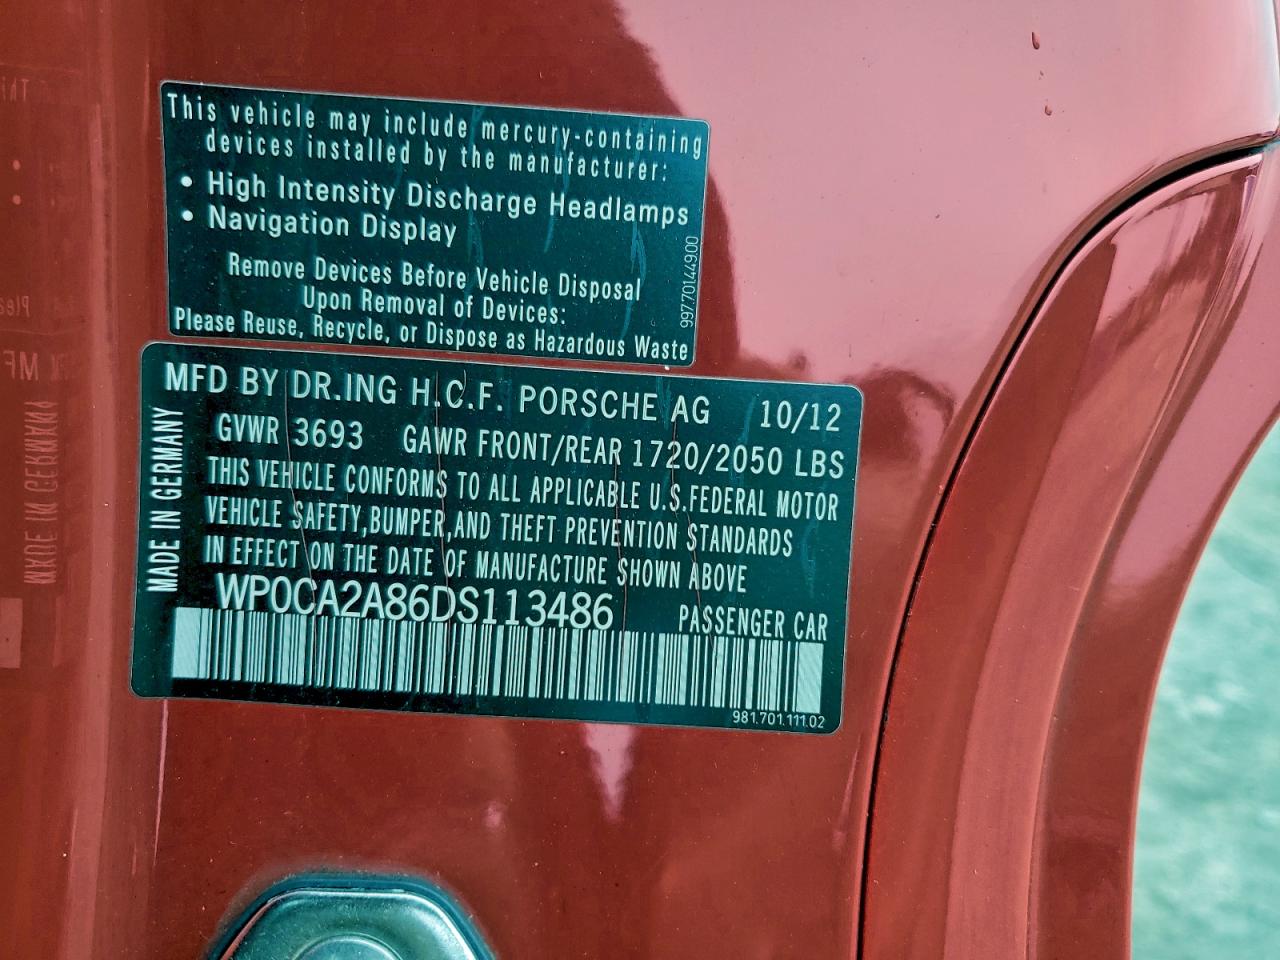 This vehicle may include mercury-containing
devices installed by the manufacturer:
• High Intensity Discharge Headlamps
• Navigation Display
Remove Devices Before Vehicle Disposal
Upon Removal of Devices:
Please Reuse, Recycle, or Dispose as Hazardous Waste
997.701.449.00
MFD BY DR.ING H.C.F. PORSCHE AG 10/12
GVWR 3693 GAWR FRONT/REAR 1720/2050 LBS
THIS VEHICLE CONFORMS TO ALL APPLICABLE U.S.FEDERAL MOTOR
VEHICLE SAFETY,BUMPER,AND THEFT PREVENTION STANDARDS
IN EFFECT ON THE DATE OF MANUFACTURE SHOWN ABOVE
WP0CA2A86DS113486 PASSENGER CAR
MADE IN GERMANY
981.701.111.02